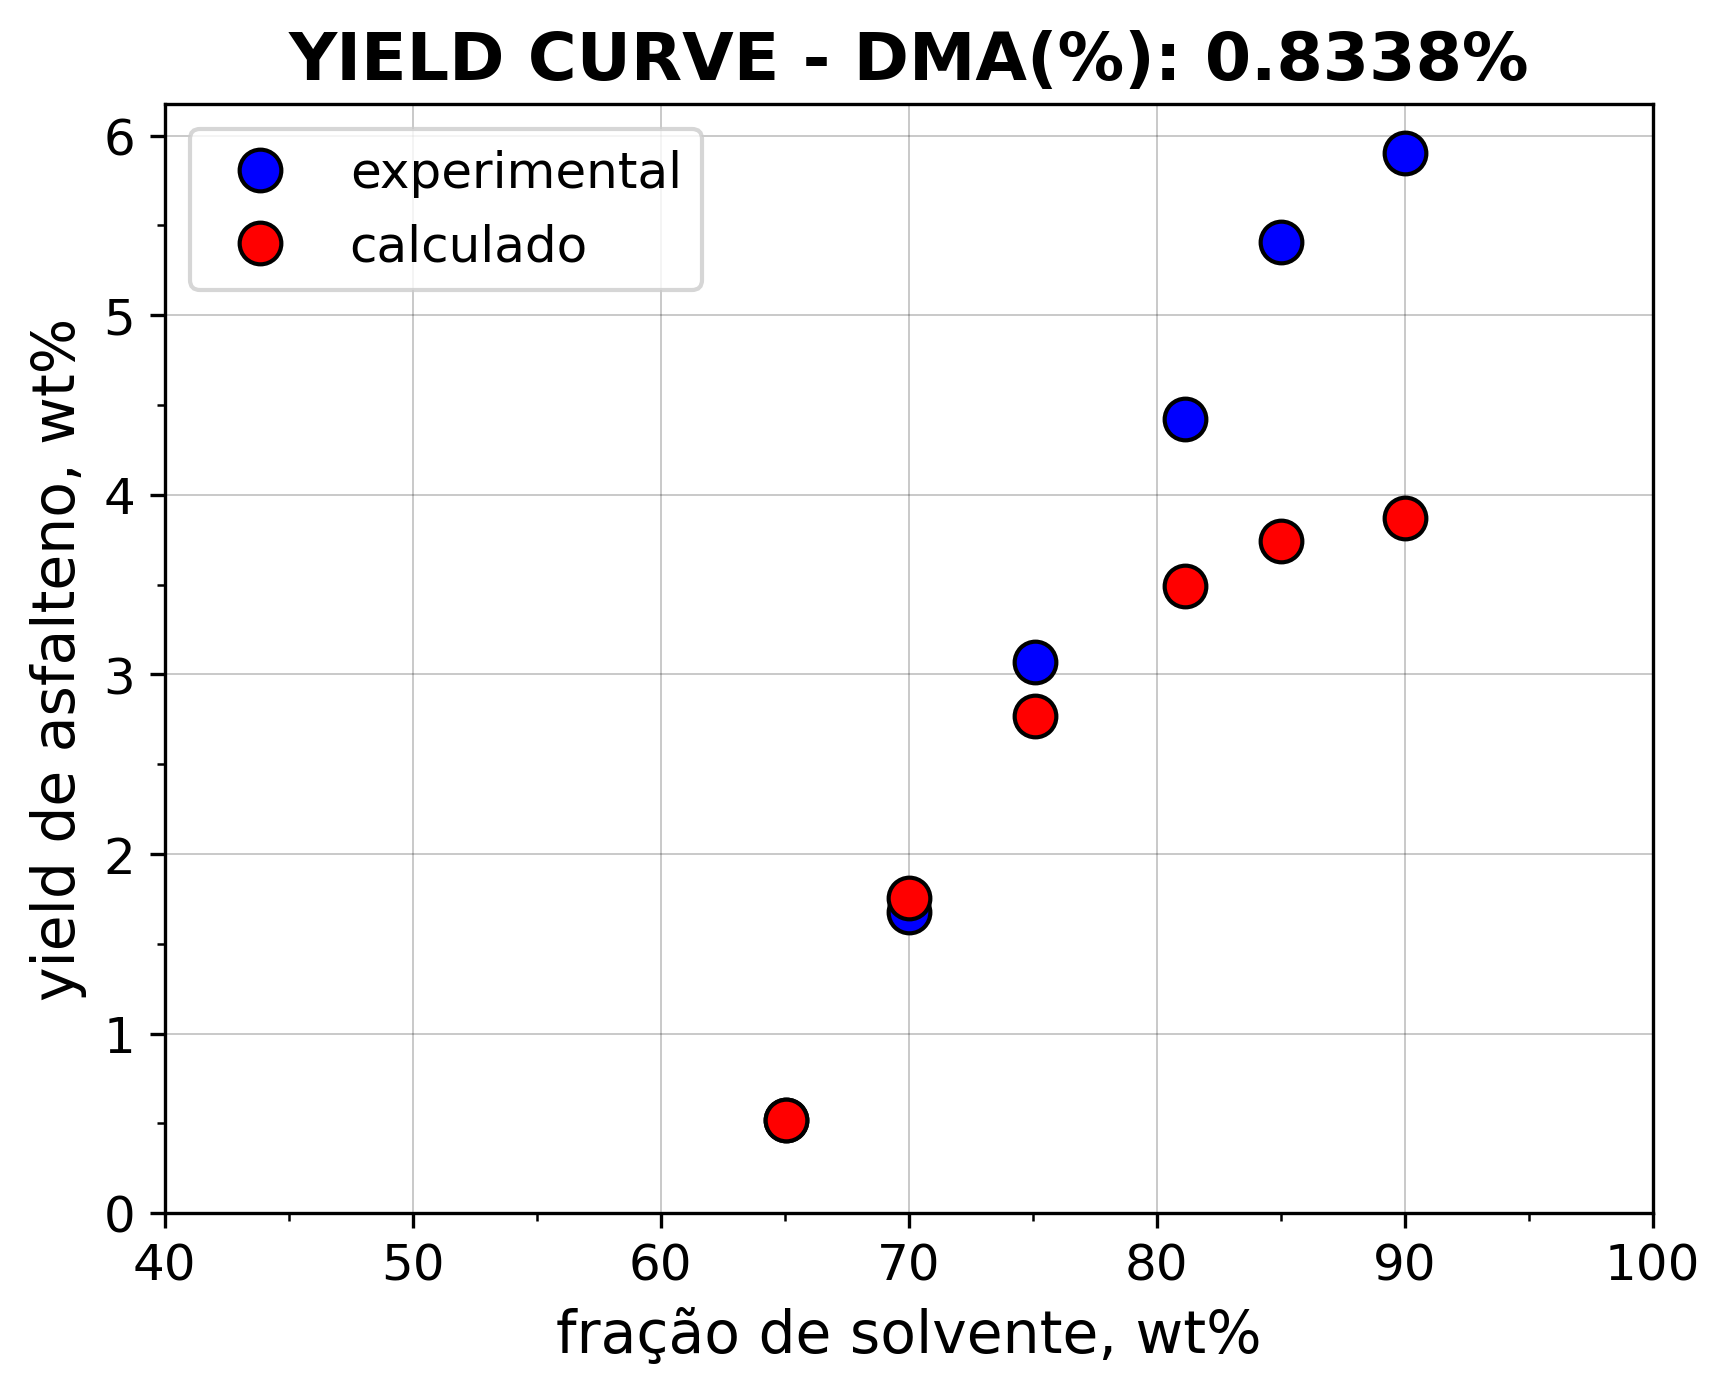 YIELD CURVE - DMA(%): 0.8338%
experimental
calculado
yield de asfalteno, wt%
6
5
4
3
2
1
0
40 50 60 70 80 90 100
fração de solvente, wt%